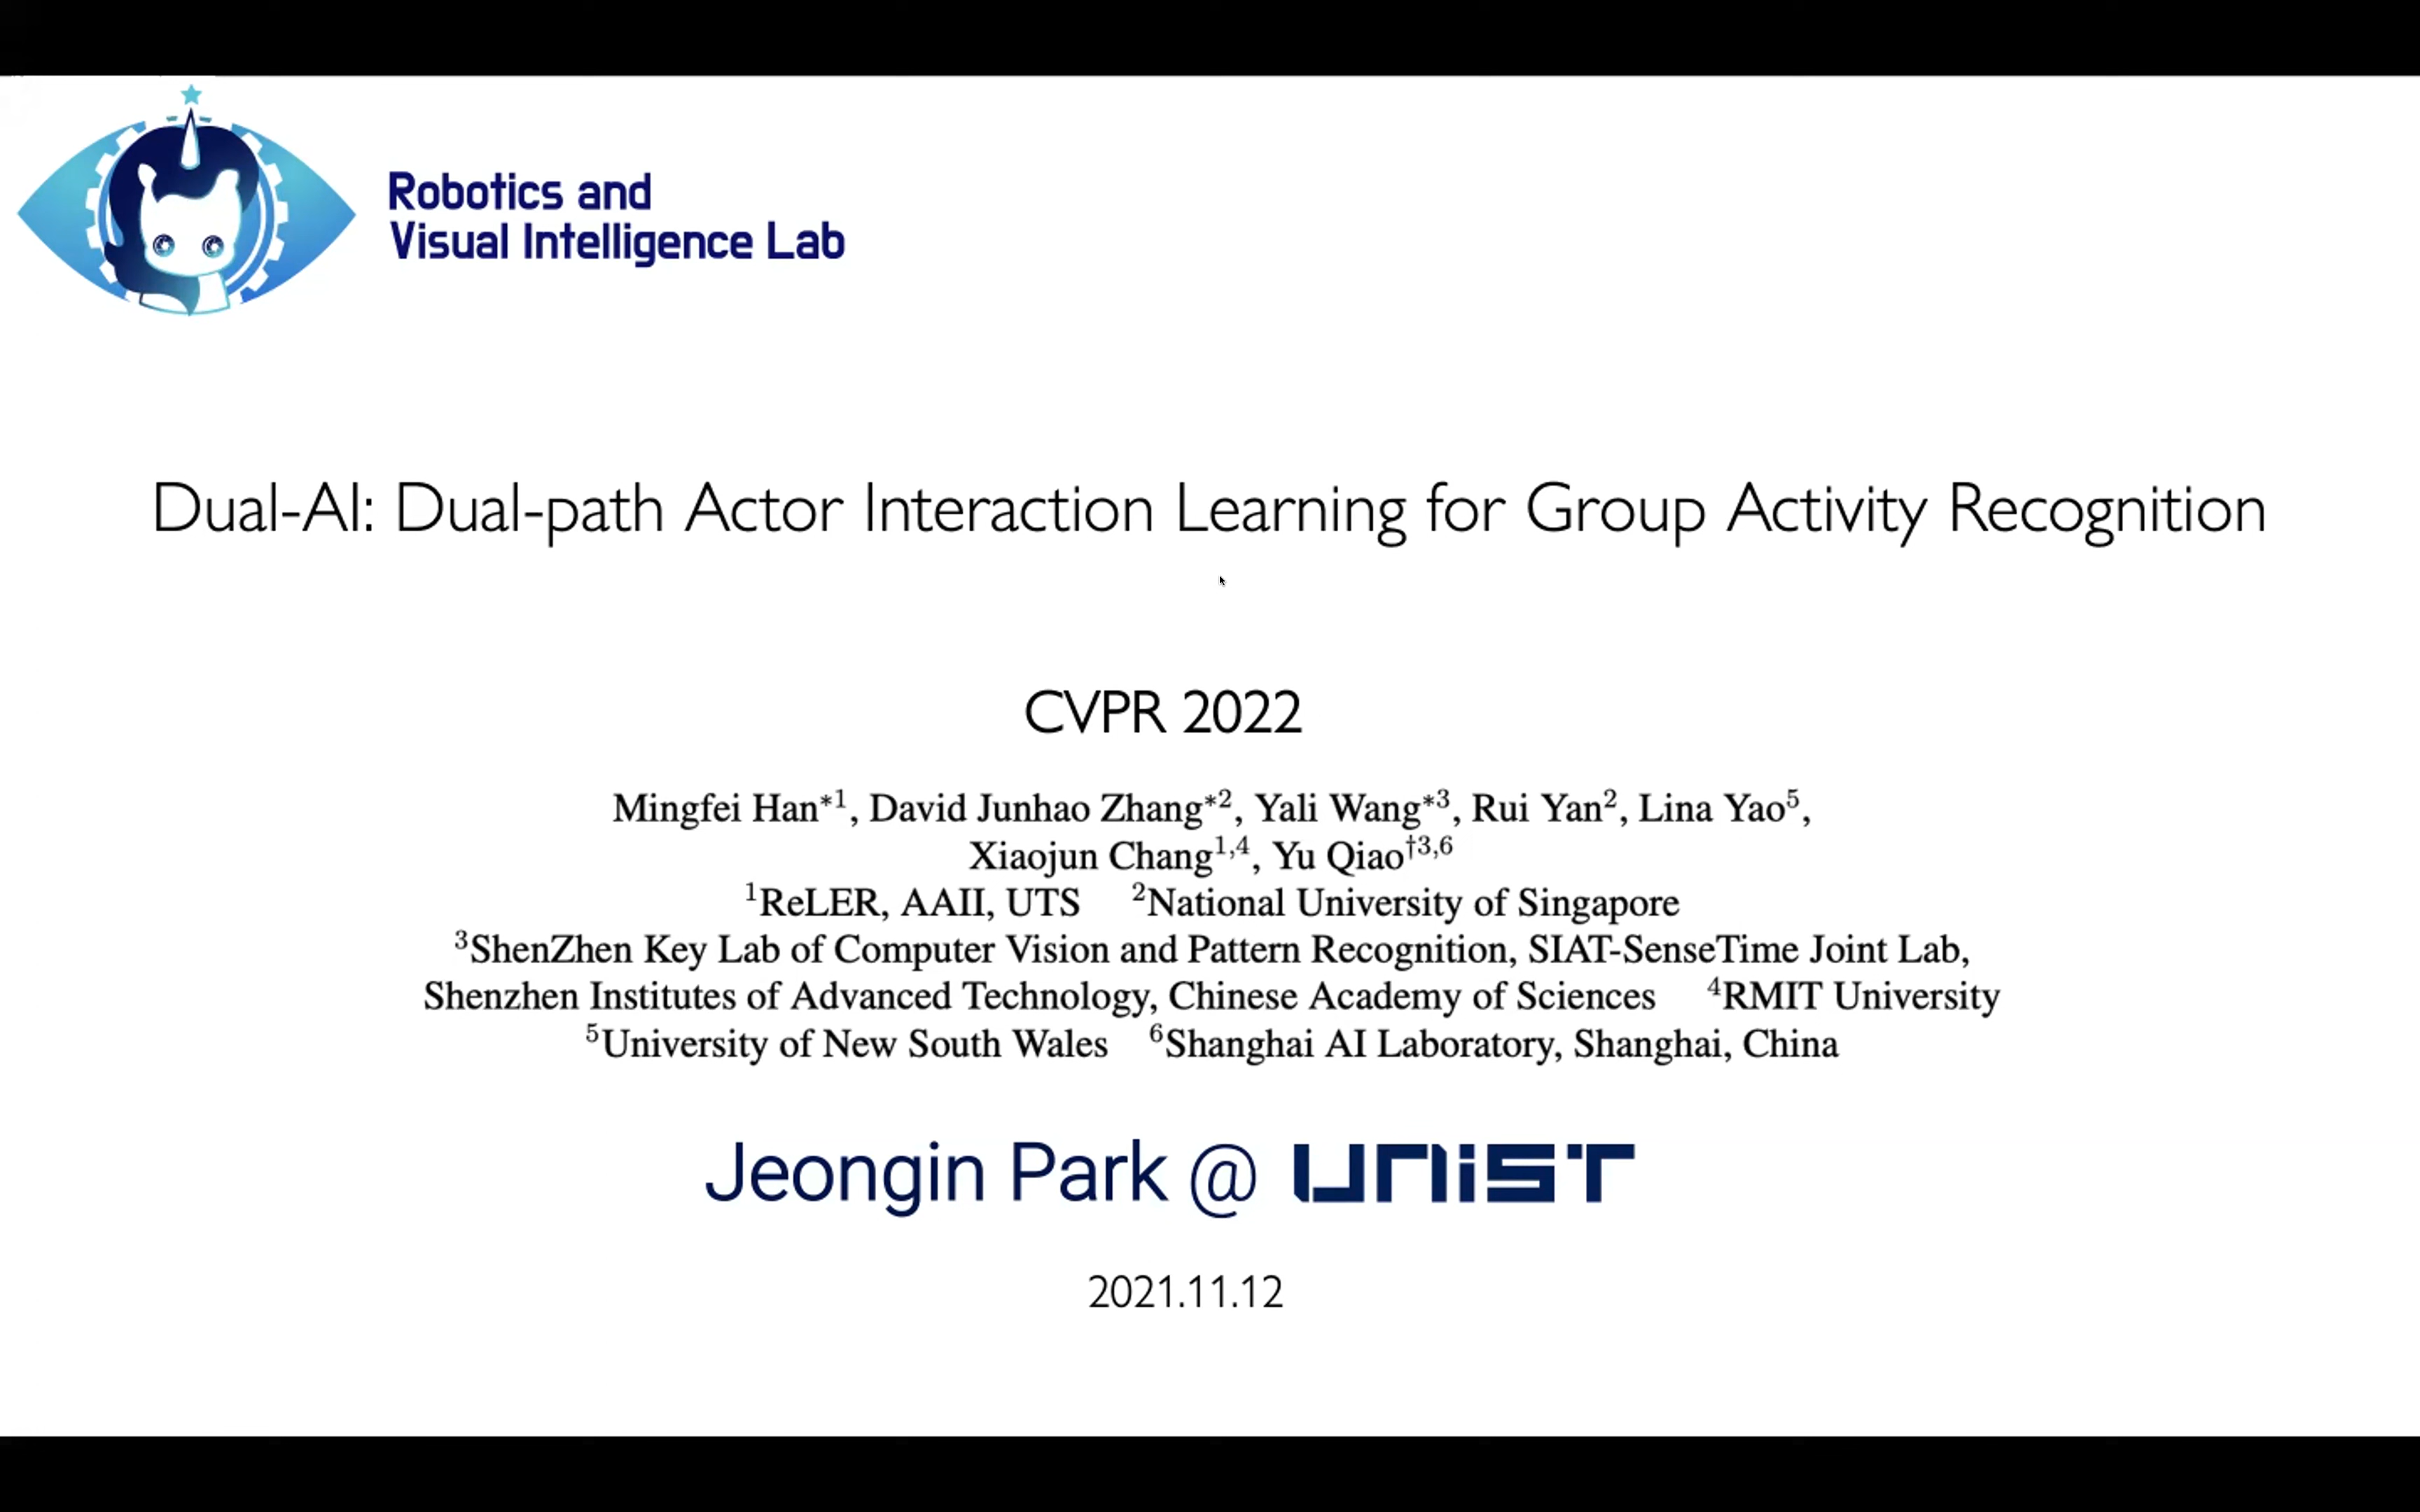 Robotics and
Visual Intelligence Lab
Dual-AI: Dual-path Actor Interaction Learning for Group Activity Recognition
CVPR 2022
Mingfei Han*1, David Junhao Zhang*2, Yali Wang*3, Rui Yan2, Lina Yao5,
Xiaojun Chang1,4, Yu Qiao†3,6
1ReLER, AAII, UTS 2National University of Singapore
3ShenZhen Key Lab of Computer Vision and Pattern Recognition, SIAT-SenseTime Joint Lab,
Shenzhen Institutes of Advanced Technology, Chinese Academy of Sciences 4RMIT University
5University of New South Wales 6Shanghai AI Laboratory, Shanghai, China
Jeongin Park @ UNIST
2021.11.12